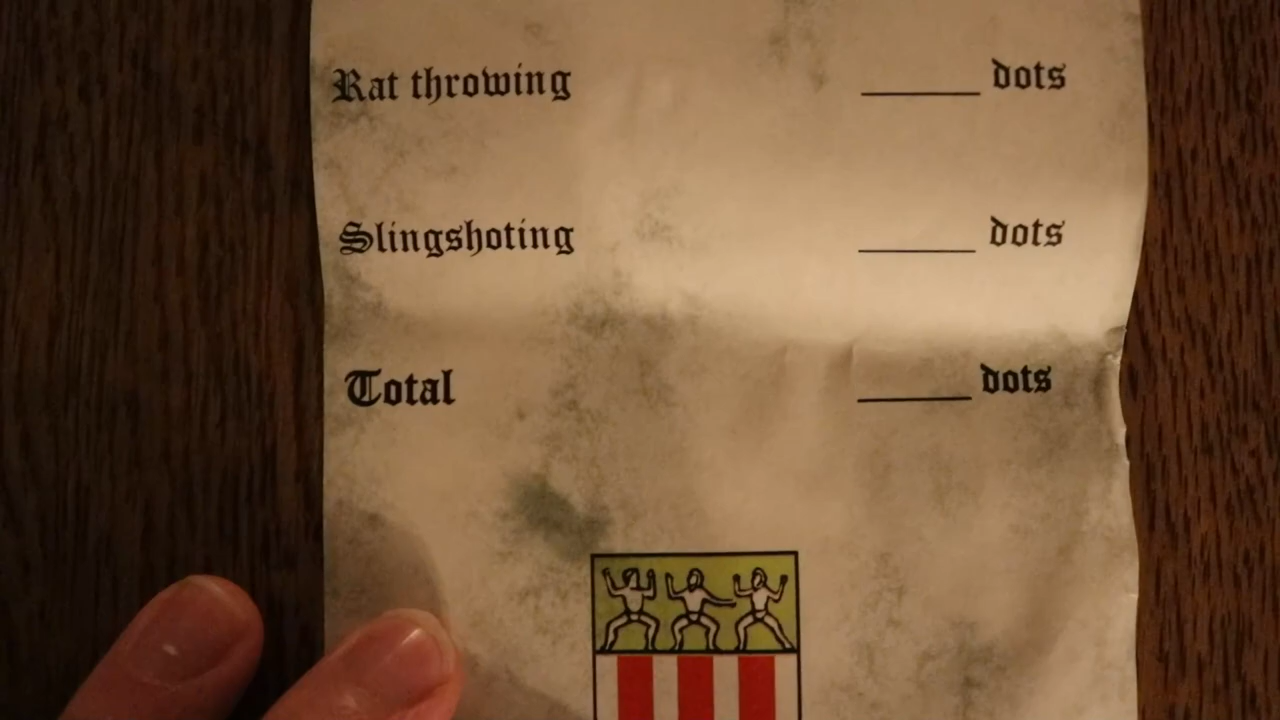 Rat throwing ______ dots
Slingshoting ______ dots
Total ______ dots